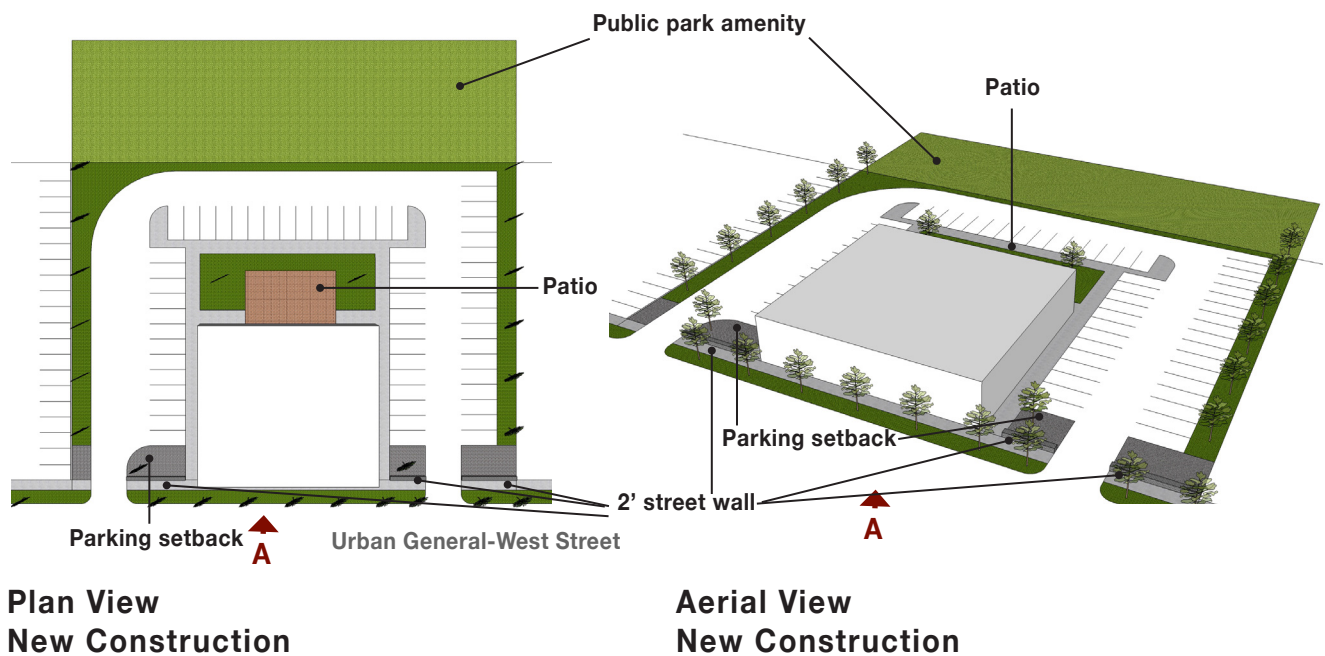 Public park amenity
Patio
Patio
Parking setback
2’ street wall
Parking setback
A
Urban General-West Street
A
Plan View
New Construction
Aerial View
New Construction